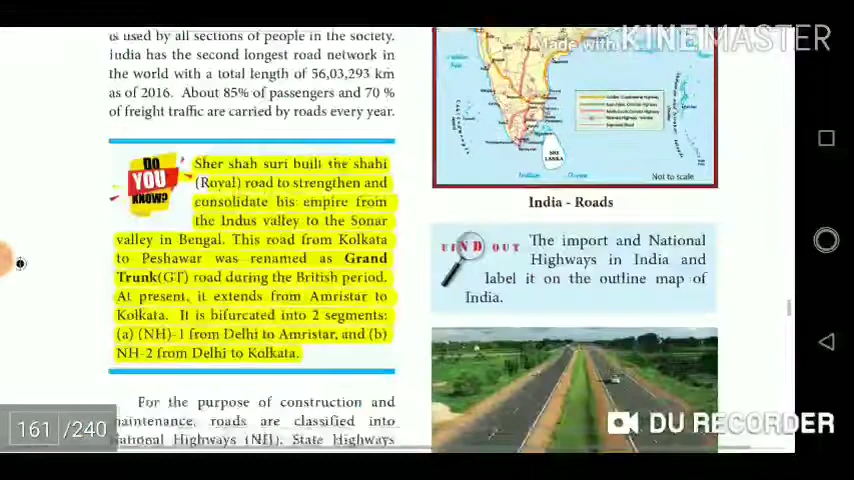 is used by all sections of people in the society.
India has the second longest road network in
the world with a total length of 56,03,293 km
as of 2016. About 85% of passengers and 70 %
of freight traffic are carried by roads every year.
DO
YOU
KNOW?
Sher shah suri built the shahi
(Royal) road to strengthen and
consolidate his empire from
the Indus valley to the Sonar
valley in Bengal. This road from Kolkata
to Peshawar was renamed as Grand
Trunk(GT) road during the British period.
At present, it extends from Amristar to
Kolkata. It is bifurcated into 2 segments:
(a) (NH)-1 from Delhi to Amristar, and (b)
NH-2 from Delhi to Kolkata.
For the purpose of construction and
maintenance, roads are classified into
National Highways (NH), State Highways
161 /240
Made with KINEMASTER
SRI
LANKA
Indian
Not to scale
India - Roads
OUT
The import and National
Highways in India and
label it on the outline map of
India.
DU RECORDER